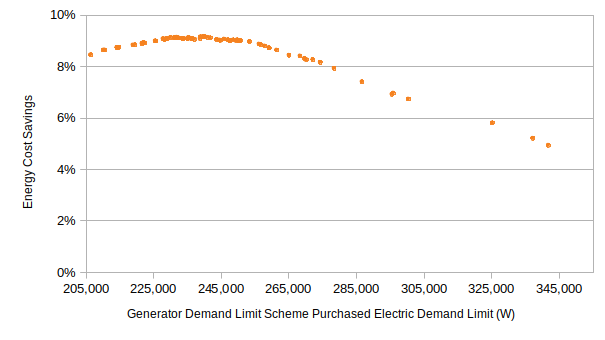 10%
8%
6%
4%
2%
0%
Energy Cost Savings
205,000 225,000 245,000 265,000 285,000 305,000 325,000 345,000
Generator Demand Limit Scheme Purchased Electric Demand Limit (W)